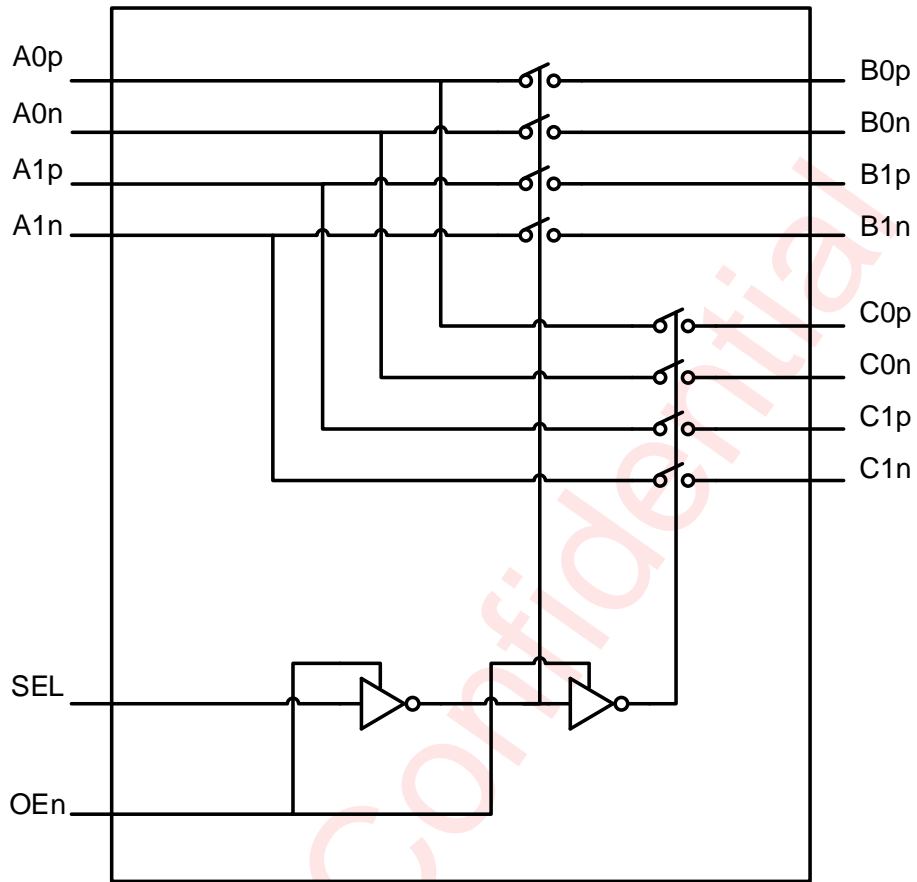 A0p
A0n
A1p
A1n
B0p
B0n
B1p
B1n
C0p
C0n
C1p
C1n
SEL
OEn
Confidential